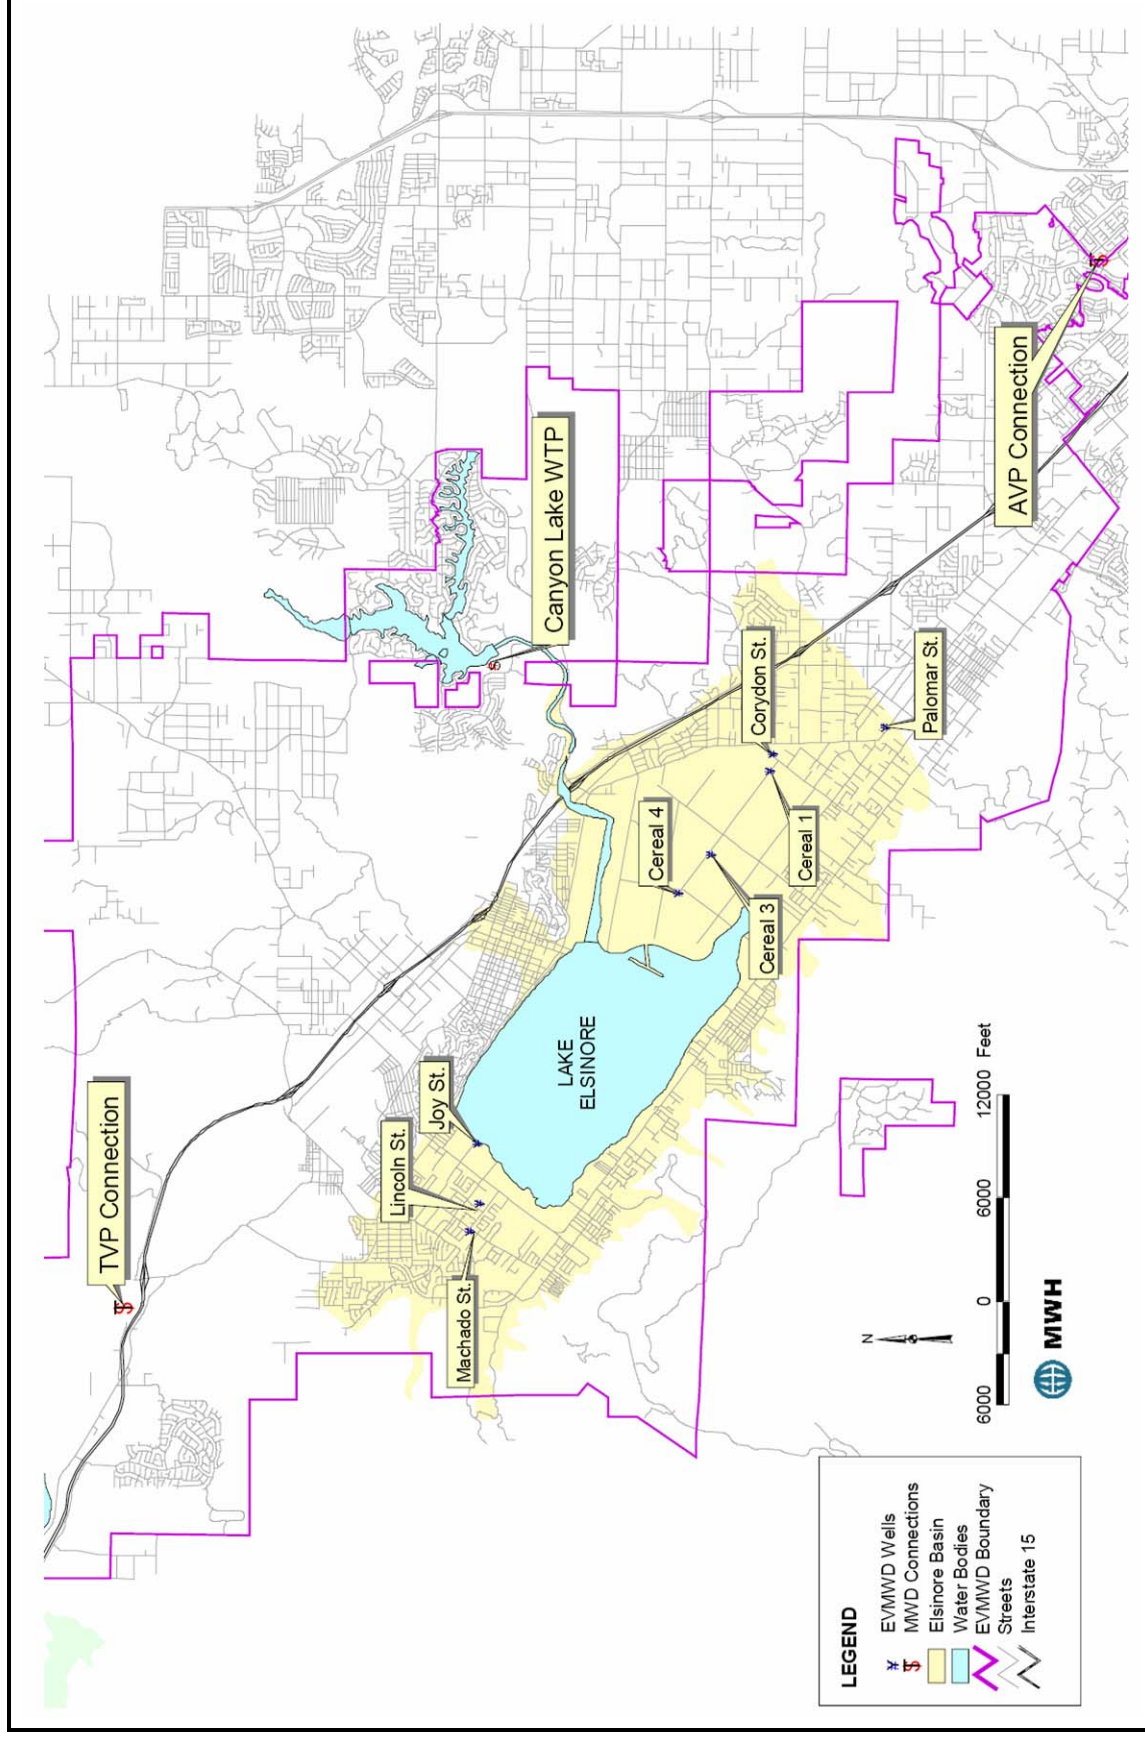 TVP Connection
Canyon Lake WTP
AVP Connection
Lincoln St.
Joy St.
Machado St.
LAKE
ELSINORE
Cereal 4
Cereal 3
Cereal 1
Corydon St.
Palomar St.
LEGEND
EVMWD Wells
MWD Connections
Elsinore Basin
Water Bodies
EVMWD Boundary
Streets
Interstate 15
N
6000 0 6000 12000 Feet
MWH